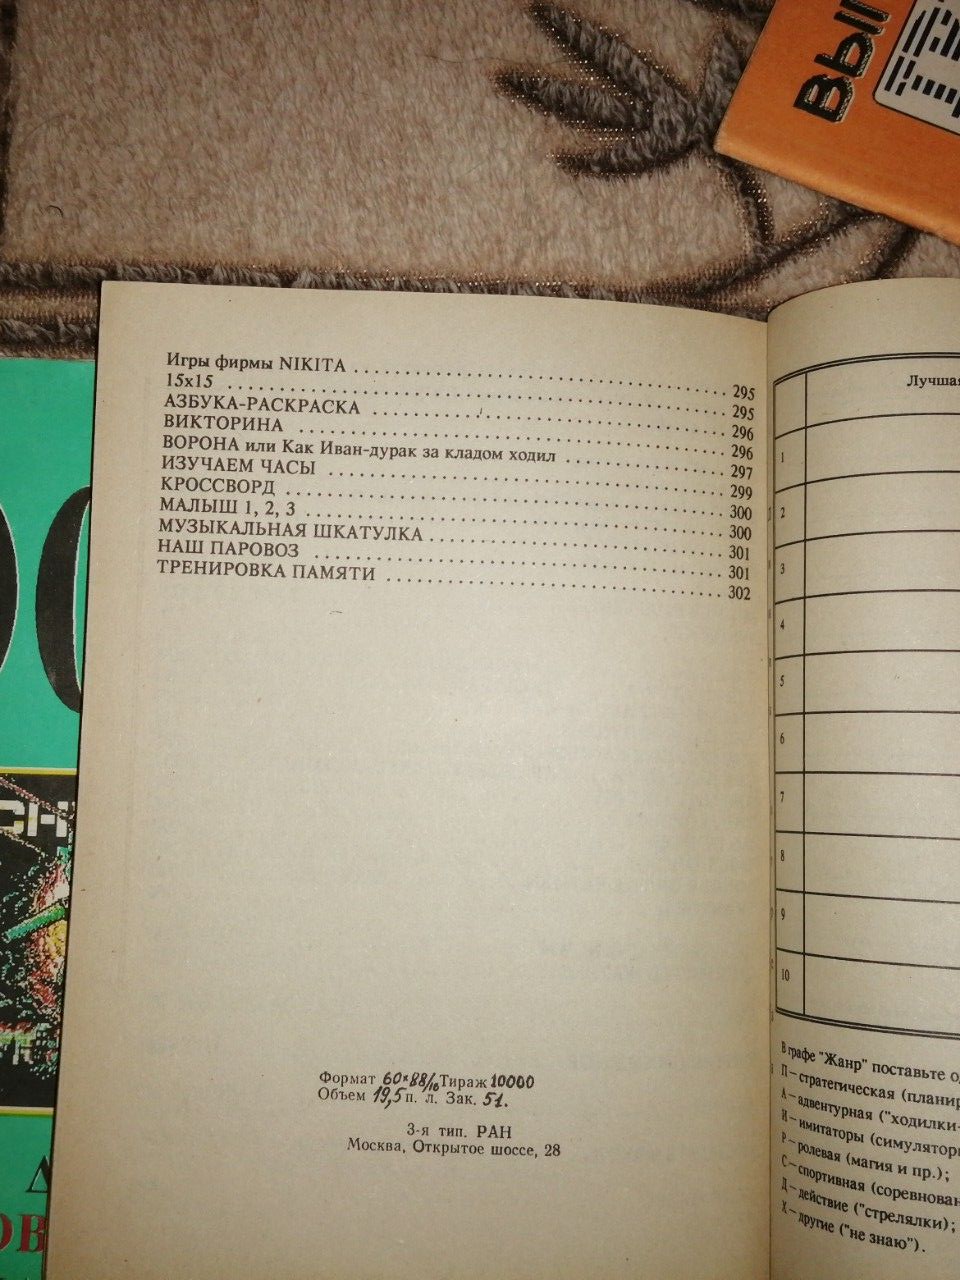 ВЫ
Игры фирмы NIKITA . . . . . . . . . . . . . . . . . . . . 295
15x15 . . . . . . . . . . . . . . . . . . . . 295
АЗБУКА-РАСКРАСКА . . . . . . . . . . . . . . . . . . . . 296
ВИКТОРИНА . . . . . . . . . . . . . . . . . . . . 296
ВОРОНА или Как Иван-дурак за кладом ходил . . . . . . . . . . 297
ИЗУЧАЕМ ЧАСЫ . . . . . . . . . . . . . . . . . . . . 299
КРОССВОРД . . . . . . . . . . . . . . . . . . . . 300
МАЛЫШ 1, 2, 3 . . . . . . . . . . . . . . . . . . . . 300
МУЗЫКАЛЬНАЯ ШКАТУЛКА . . . . . . . . . . . . . . . . . . . . 301
НАШ ПАРОВОЗ . . . . . . . . . . . . . . . . . . . . 301
ТРЕНИРОВКА ПАМЯТИ . . . . . . . . . . . . . . . . . . . . 302
Формат 60×88/16 Тираж 10000
Объем 19,5 п. л. Зак. 51.
3-я тип. РАН
Москва, Открытое шоссе, 28
Лучшая
1
2
3
4
5
6
7
8
9
10
В графе "Жанр" поставьте
П – стратегическая
А – адвентурная ("ходилки-
И – имитаторы
Р – ролевая (магия и пр.);
С – спортивная
Д – действие ("стрелялки);
Х – другие ("не знаю").